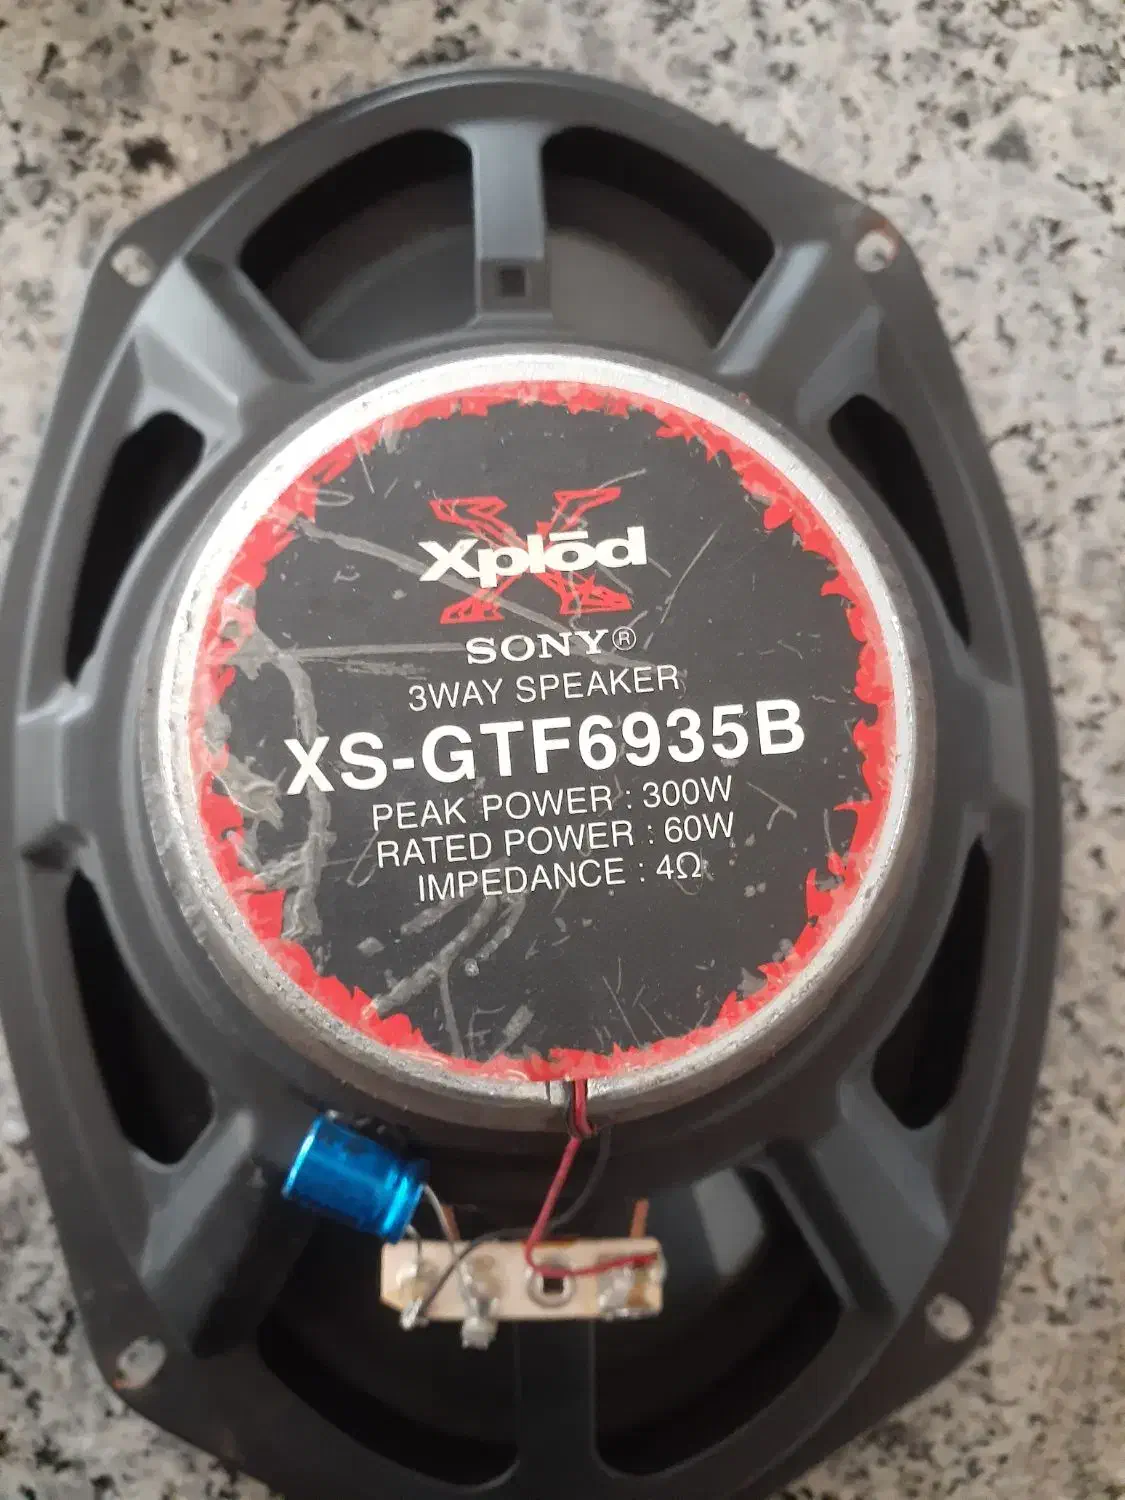 Xplōd
SONY®
3WAY SPEAKER
XS-GTF6935B
PEAK POWER : 300W
RATED POWER : 60W
IMPEDANCE : 4Ω